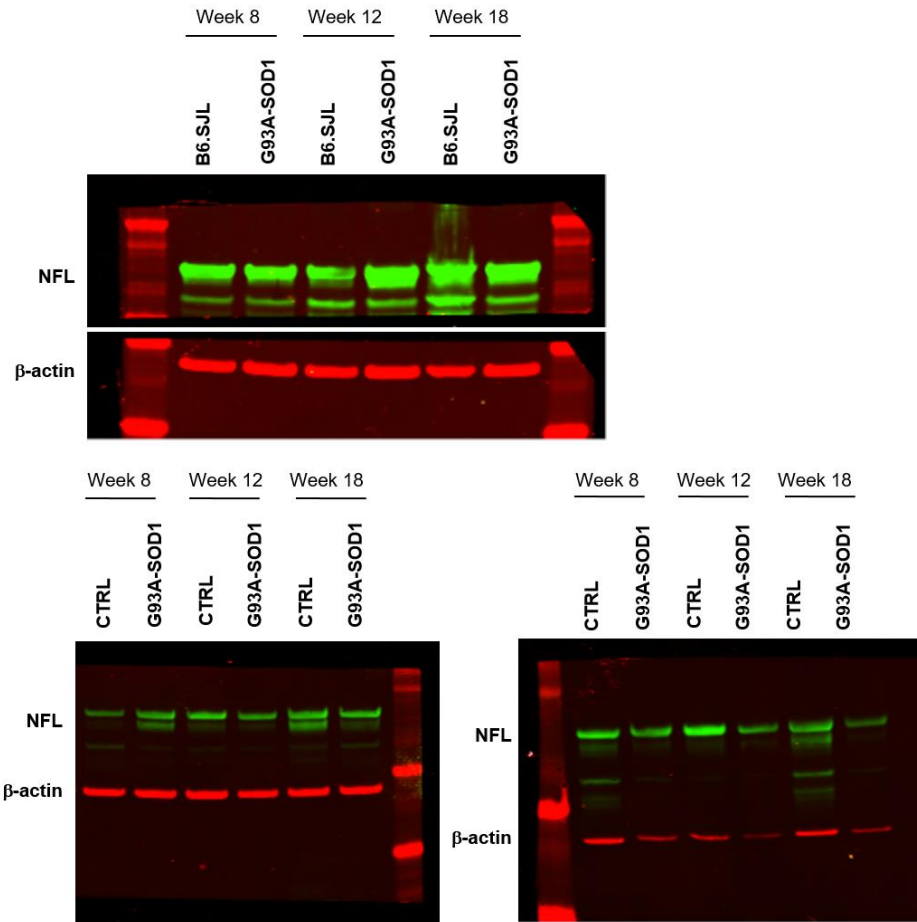 Week 8 Week 12 Week 18
B6.SJL G93A-SOD1 B6.SJL G93A-SOD1 B6.SJL G93A-SOD1
NFL
β-actin
Week 8 Week 12 Week 18
CTRL G93A-SOD1 CTRL G93A-SOD1 CTRL G93A-SOD1
NFL
β-actin
Week 8 Week 12 Week 18
CTRL G93A-SOD1 CTRL G93A-SOD1 CTRL G93A-SOD1
NFL
β-actin